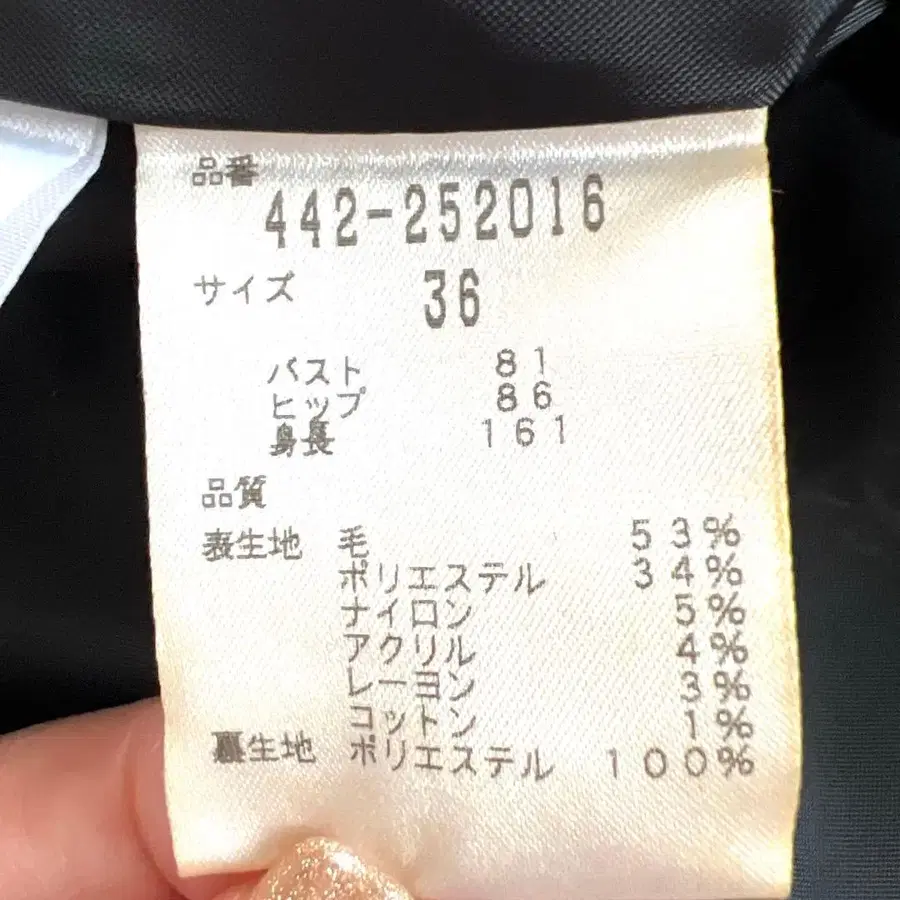 品番
442-252016
サイズ 36
バスト 81
ヒップ 86
身長 161
品質
表生地 毛 53%
ポリエステル 34%
ナイロン 5%
アクリル 4%
レーヨン 3%
コットン 1%
裏生地 ポリエステル 100%